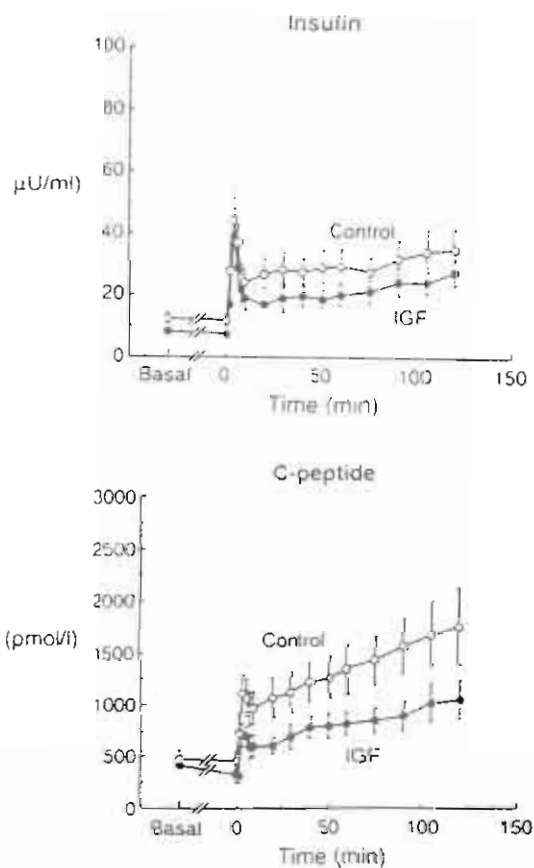 Insulin
100
80
60
μU/ml)
40
Control
20
IGF
0
Basal 0 50 100 150
Time (min)
C-peptide
3000
2500
2000
(pmol/l)
1500
Control
1000
500
IGF
0
Basal 0 50 100 150
Time (min)